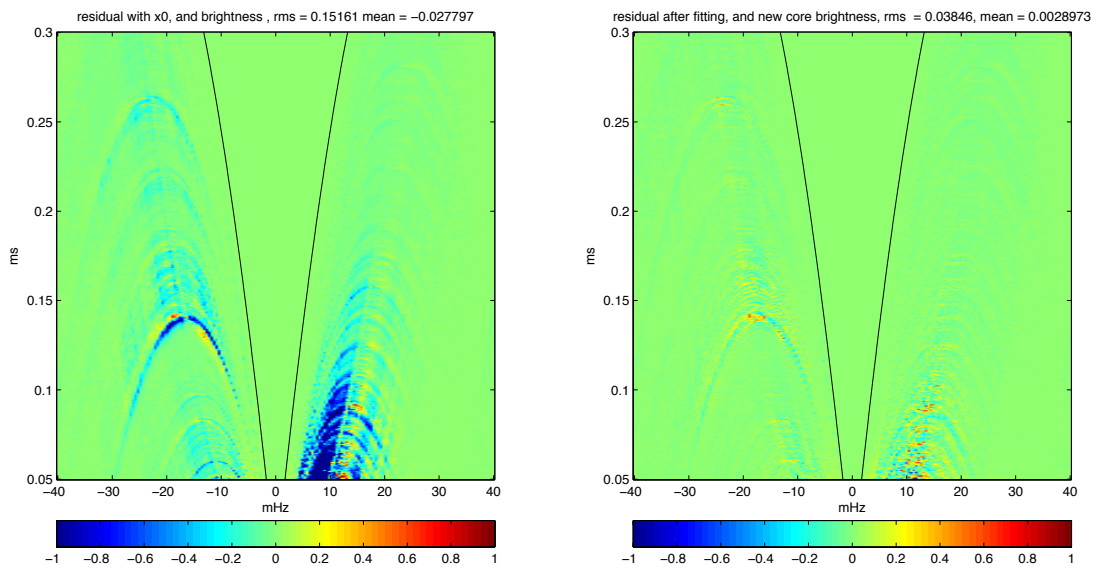 residual with x0, and brightness , rms = 0.15161 mean = −0.027797
0.3
0.25
0.2
0.15
0.1
0.05
ms
−40 −30 −20 −10 0 10 20 30 40
mHz
−1 −0.8 −0.6 −0.4 −0.2 0 0.2 0.4 0.6 0.8 1
residual after fitting, and new core brightness, rms = 0.03846, mean = 0.0028973
0.3
0.25
0.2
0.15
0.1
0.05
ms
−40 −30 −20 −10 0 10 20 30 40
mHz
−1 −0.8 −0.6 −0.4 −0.2 0 0.2 0.4 0.6 0.8 1